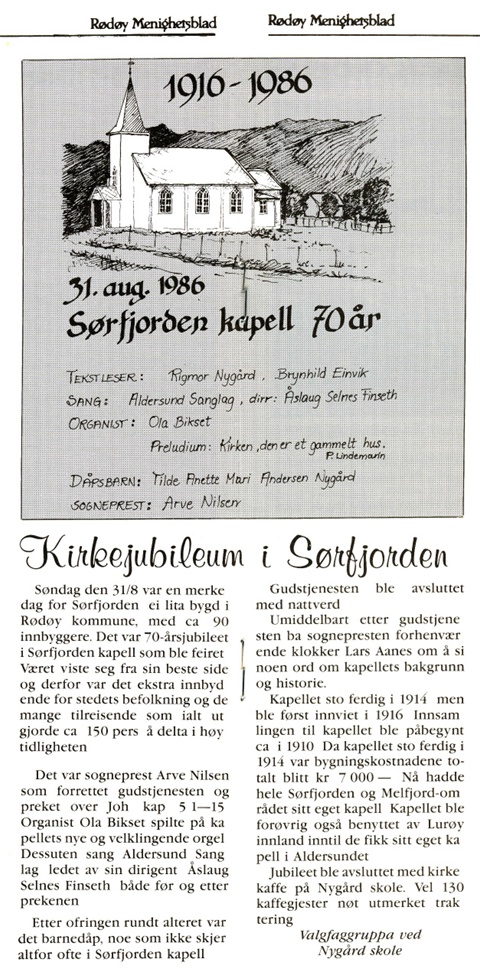 Rødøy Menighetsblad
Rødøy Menighetsblad
1916 - 1986
31. aug. 1986
Sørfjorden kapell 70 år
TEKSTLESER: Rigmor Nygård , Brynhild Einvik
SANG: Aldersund Sanglag , dirr: Åslaug Selnes Finseth
ORGANIST: Ola Bikset
Preludium: Kirken ,den er et gammelt hus.
P. Lindemann
DÅPSBARN: Tilde Anette Mari Andersen Nygård
SOGNEPREST: Arve Nilsen
Kirkejubileum i Sørfjorden
Søndag den 31/8 var en merke
dag for Sørfjorden ei lita bygd i
Rødøy kommune, med ca 90
innbyggere. Det var 70-årsjubileet
i Sørfjorden kapell som ble feiret
Været viste seg fra sin beste side
og derfor var det ekstra innbyd
ende for stedets befolkning og de
mange tilreisende som ialt ut
gjorde ca 150 pers å delta i høy
tidligheten
Det var sogneprest Arve Nilsen
som forrettet gudstjenesten og
preket over Joh kap 5 1—15
Organist Ola Bikset spilte på ka
pellets nye og velklingende orgel
Dessuten sang Aldersund Sang
lag ledet av sin dirigent Åslaug
Selnes Finseth både før og etter
prekenen
Etter ofringen rundt alteret var
det barnedåp, noe som ikke skjer
altfor ofte i Sørfjorden kapell
Gudstjenesten ble avsluttet
med nattverd
Umiddelbart etter gudstjene
sten ba sognepresten forhenvær
ende klokker Lars Aanes om å si
noen ord om kapellets bakgrunn
og historie.
Kapellet sto ferdig i 1914 men
ble først innviet i 1916 Innsam
lingen til kapellet ble påbegynt
ca i 1910 Da kapellet sto ferdig i
1914 var bygningskostnadene to-
talt blitt kr 7 000 — Nå hadde
hele Sørfjorden og Melfjord-om
rådet sitt eget kapell Kapellet ble
forøvrig også benyttet av Lurøy
innland inntil de fikk sitt eget ka
pell i Aldersundet
Jubileet ble avsluttet med kirke
kaffe på Nygård skole. Vel 130
kaffegjester nøt utmerket trak
tering
Valgfaggruppa ved
Nygård skole